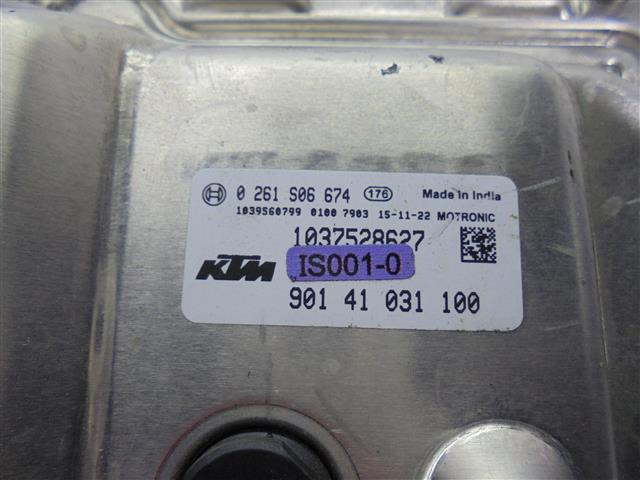 0 261 S06 674 176 Made in India
1039S60799 0100 7903 15-11-22 MOTRONIC
1037528627
KTM IS001-0
901 41 031 100